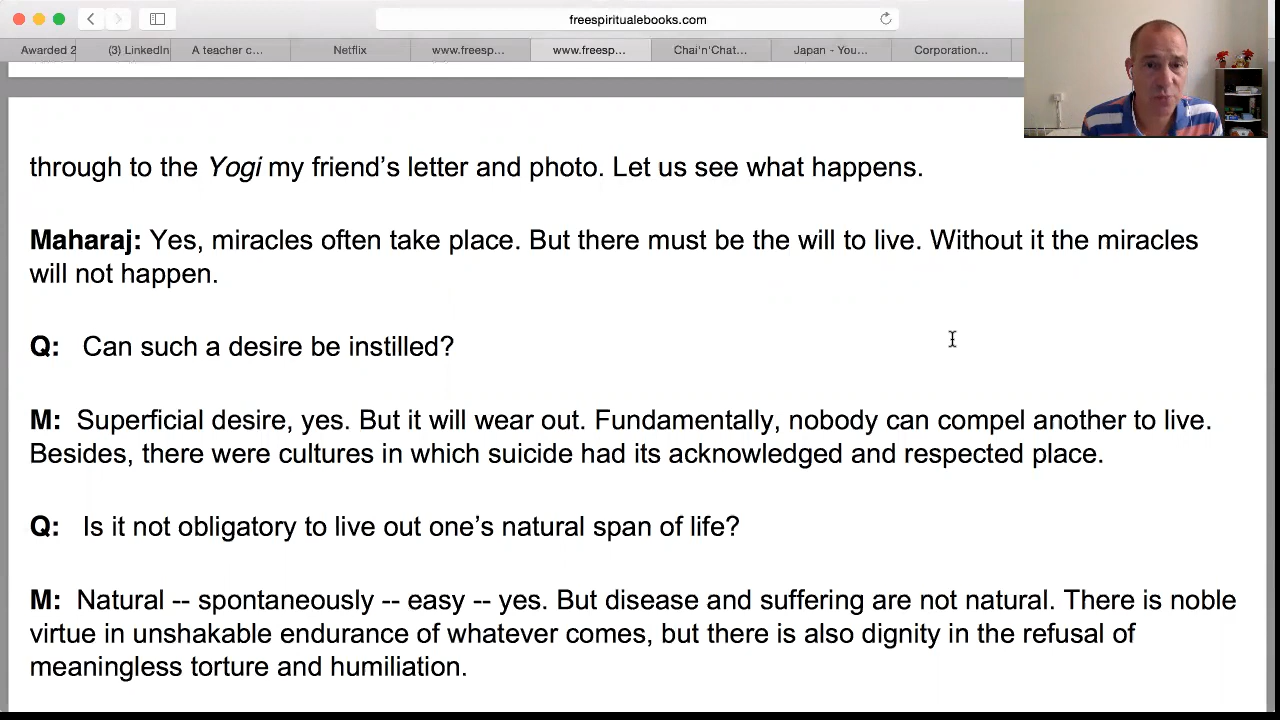 freespiritualebooks.com
Awarded 2
(3) LinkedIn
A teacher c...
Netflix
www.freesp...
www.freesp...
Chai'n'Chat...
Japan - You...
Corporation...
through to the Yogi my friend’s letter and photo. Let us see what happens.
Maharaj: Yes, miracles often take place. But there must be the will to live. Without it the miracles
will not happen.
Q: Can such a desire be instilled?
M: Superficial desire, yes. But it will wear out. Fundamentally, nobody can compel another to live.
Besides, there were cultures in which suicide had its acknowledged and respected place.
Q: Is it not obligatory to live out one’s natural span of life?
M: Natural -- spontaneously -- easy -- yes. But disease and suffering are not natural. There is noble
virtue in unshakable endurance of whatever comes, but there is also dignity in the refusal of
meaningless torture and humiliation.